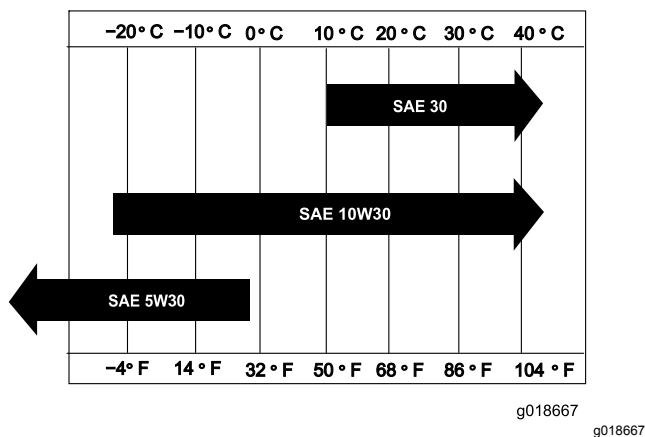 −20° C −10° C 0° C 10° C 20° C 30° C 40° C
SAE 30
SAE 10W30
SAE 5W30
−4° F 14° F 32° F 50° F 68° F 86° F 104° F
g018667
g018667